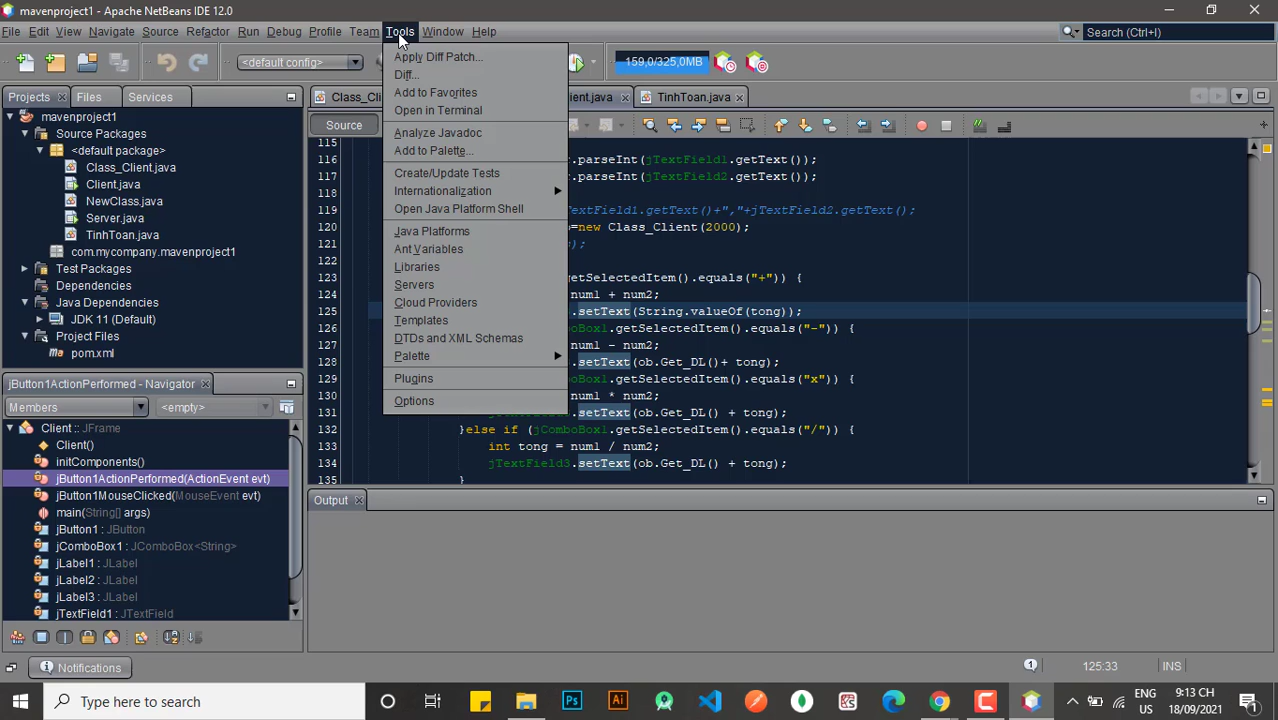 mavenproject1 - Apache NetBeans IDE 12.0
File Edit View Navigate Source Refactor Run Debug Profile Team Tools Window Help
Search (Ctrl+I)
<default config>
159,0/325,0MB
Projects Files Services
mavenproject1
Source Packages
<default package>
Class_Client.java
Client.java
NewClass.java
Server.java
TinhToan.java
com.mycompany.mavenproject1
Test Packages
Dependencies
Java Dependencies
JDK 11 (Default)
Project Files
pom.xml
jButton1ActionPerformed - Navigator
Members
<empty>
Client :: JFrame
Client()
initComponents()
jButton1ActionPerformed(ActionEvent evt)
jButton1MouseClicked(MouseEvent evt)
main(String[] args)
jButton1 : JButton
jComboBox1 : JComboBox<String>
jLabel1 : JLabel
jLabel2 : JLabel
jLabel3 : JLabel
jTextField1 : JTextField
Notifications
Apply Diff Patch...
Diff...
Add to Favorites
Open in Terminal
Analyze Javadoc
Add to Palette...
Create/Update Tests
Internationalization
Open Java Platform Shell
Java Platforms
Ant Variables
Libraries
Servers
Cloud Providers
Templates
DTDs and XML Schemas
Palette
Plugins
Options
Class_Cli
ient.java
TinhToan.java
Source
115
116 .parseInt(jTextField1.getText());
117 .parseInt(jTextField2.getText());
118
119 TextField1.getText()+","+jTextField2.getText();
120 =new Class_Client(2000);
121 );
122
123 getSelectedItem().equals("+")) {
124 num1 + num2;
125 .setText(String.valueOf(tong));
126 boBox1.getSelectedItem().equals("-")) {
127 num1 - num2;
128 .setText(ob.Get_DL()+ tong);
129 boBox1.getSelectedItem().equals("x")) {
130 num1 * num2;
131 .setText(ob.Get_DL() + tong);
132 }else if (jComboBox1.getSelectedItem().equals("/")) {
133 int tong = num1 / num2;
134 jTextField3.setText(ob.Get_DL() + tong);
135 }
Output
1
125:33
INS
Type here to search
Ps
Ai
ENG
US
9:13 CH
18/09/2021
1